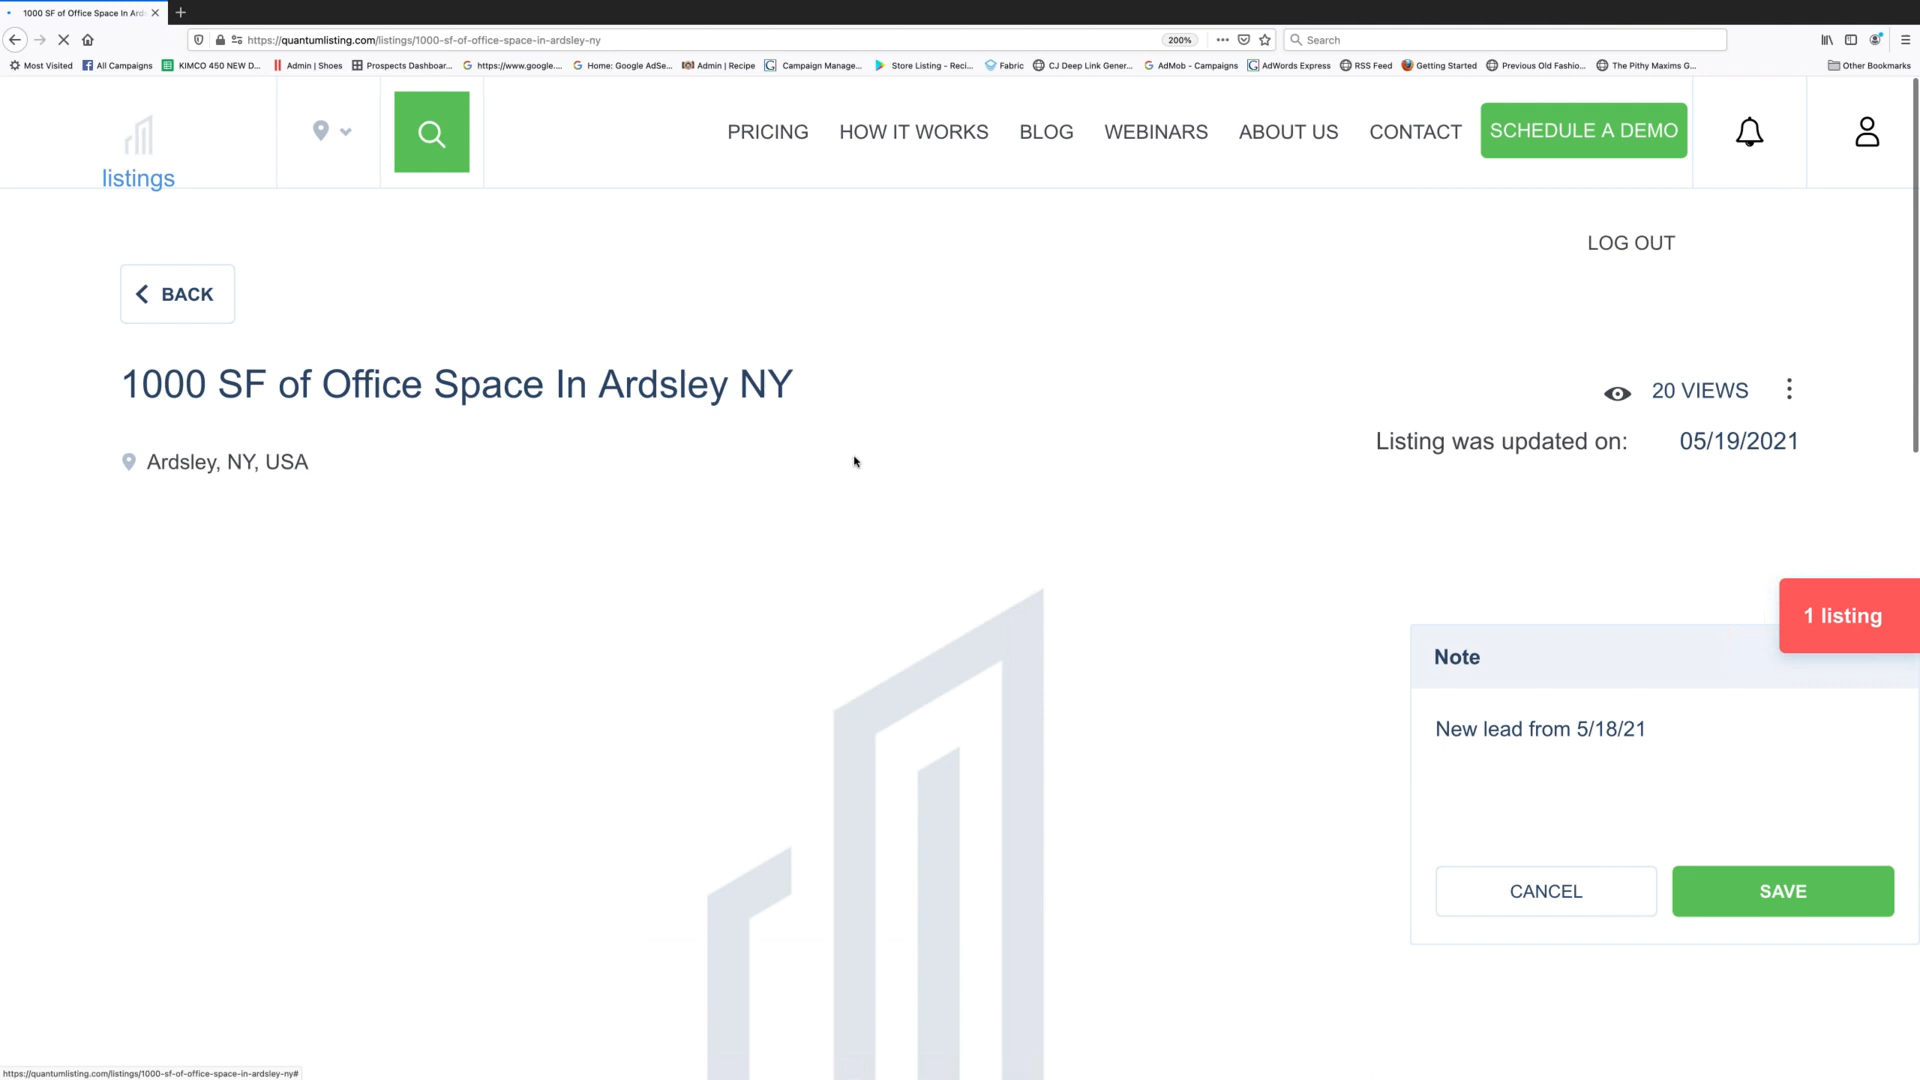 1000 SF of Office Space In Ard
https://quantumlisting.com/listings/1000-sf-of-office-space-in-ardsley-ny
200%
Search
Most Visited
All Campaigns
KIMCO 450 NEW D...
Admin | Shoes
Prospects Dashboar...
https://www.google....
Home: Google AdSe...
Admin | Recipe
Campaign Manage...
Store Listing - Reci...
Fabric
CJ Deep Link Gener...
AdMob - Campaigns
AdWords Express
RSS Feed
Getting Started
Previous Old Fashio...
The Pithy Maxims G...
Other Bookmarks
listings
PRICING
HOW IT WORKS
BLOG
WEBINARS
ABOUT US
CONTACT
SCHEDULE A DEMO
LOG OUT
BACK
1000 SF of Office Space In Ardsley NY
20 VIEWS
Listing was updated on: 05/19/2021
Ardsley, NY, USA
1 listing
Note
New lead from 5/18/21
CANCEL
SAVE
https://quantumlisting.com/listings/1000-sf-of-office-space-in-ardsley-ny#